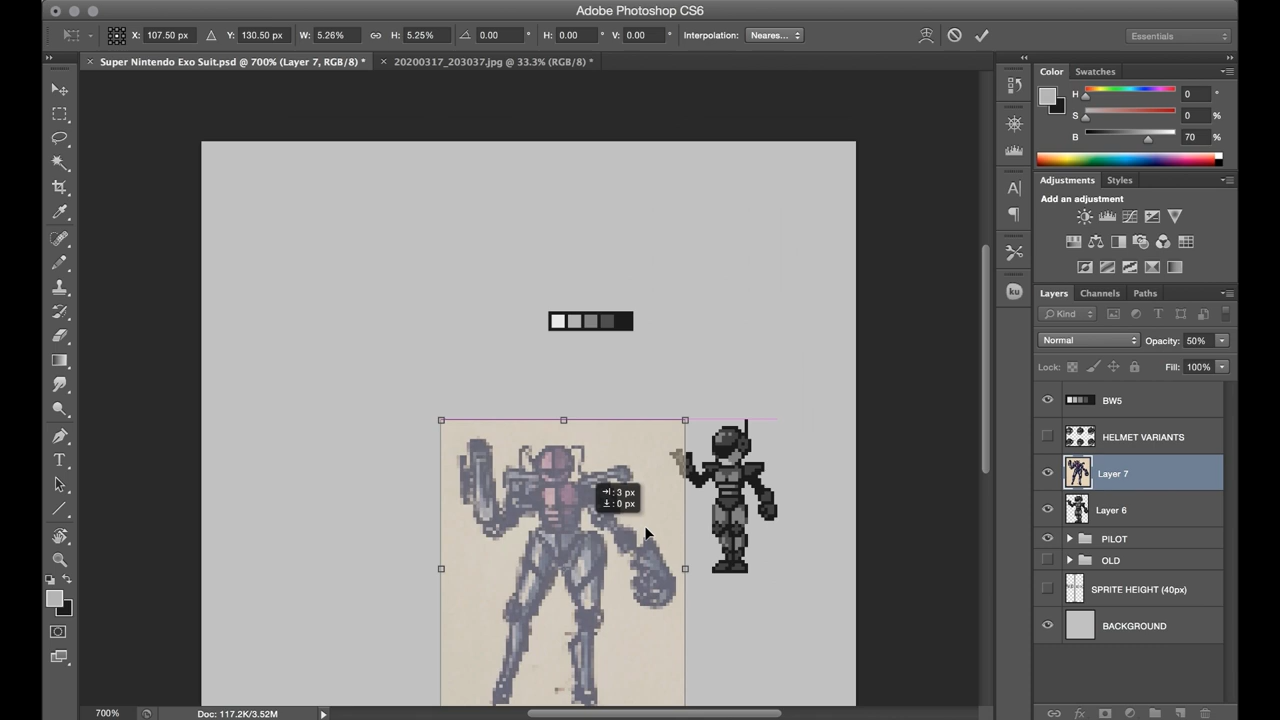 Adobe Photoshop CS6
X: 107.50 px Y: 130.50 px W: 5.26% H: 5.25% 0.00 ° H: 0.00 ° V: 0.00 ° Interpolation: Neares... Essentials
Super Nintendo Exo Suit.psd @ 700% (Layer 7, RGB/8) * 20200317_203037.jpg @ 33.3% (RGB/8) *
Color Swatches
H 0 °
S 0 %
B 70 %
Adjustments Styles
Add an adjustment
Layers Channels Paths
Kind
Normal Opacity: 50%
Lock: Fill: 100%
BW5
HELMET VARIANTS
Layer 7
Layer 6
PILOT
OLD
SPRITE HEIGHT (40px)
BACKGROUND
A|
ku
: 3 px
: 0 px
T
fx
700% Doc: 117.2K/3.52M